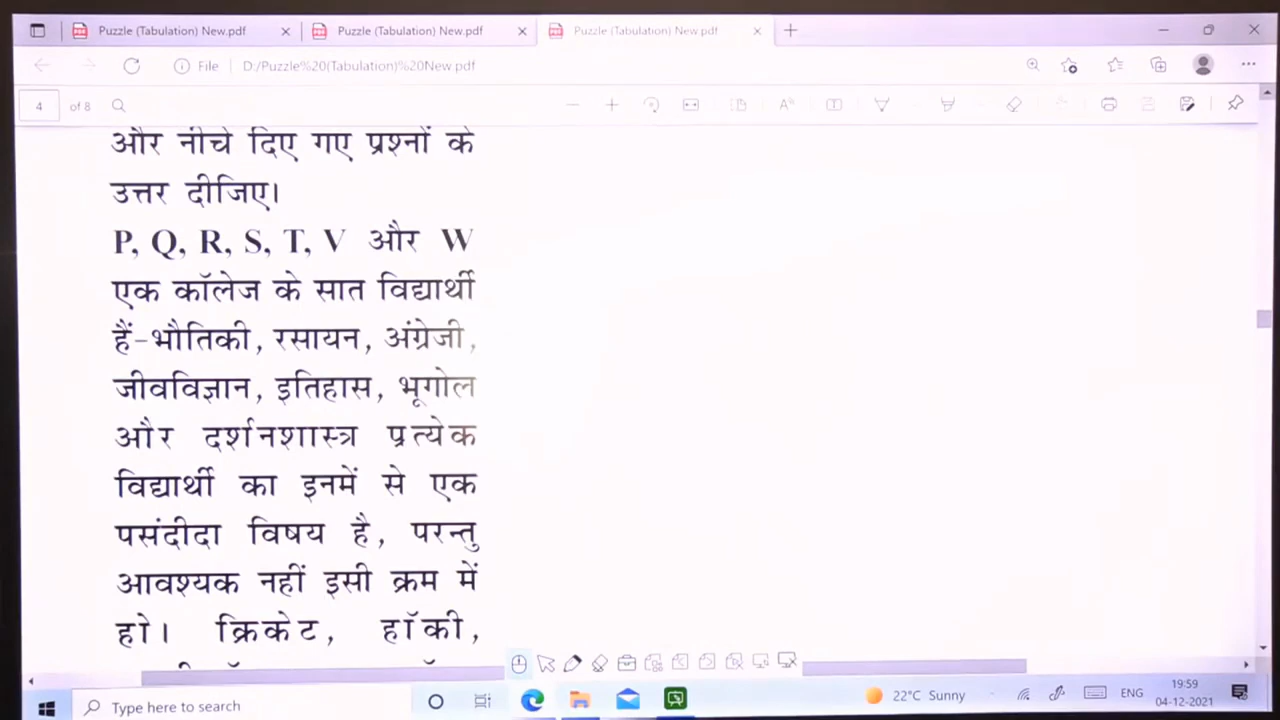 Puzzle (Tabulation) New.pdf
Puzzle (Tabulation) New.pdf
Puzzle (Tabulation) New.pdf
File D:/Puzzle%20(Tabulation)%20New.pdf
4 of 8
और नीचे दिए गए प्रश्नों के
उत्तर दीजिए।
P, Q, R, S, T, V और W
एक कॉलेज के सात विद्यार्थी
हैं-भौतिकी, रसायन, अंग्रेजी,
जीवविज्ञान, इतिहास, भूगोल
और दर्शनशास्त्र प्रत्येक
विद्यार्थी का इनमें से एक
पसंदीदा विषय है, परन्तु
आवश्यक नहीं इसी क्रम में
हो। क्रिकेट, हॉकी,
Type here to search
22°C Sunny
ENG
19:59
04-12-2021